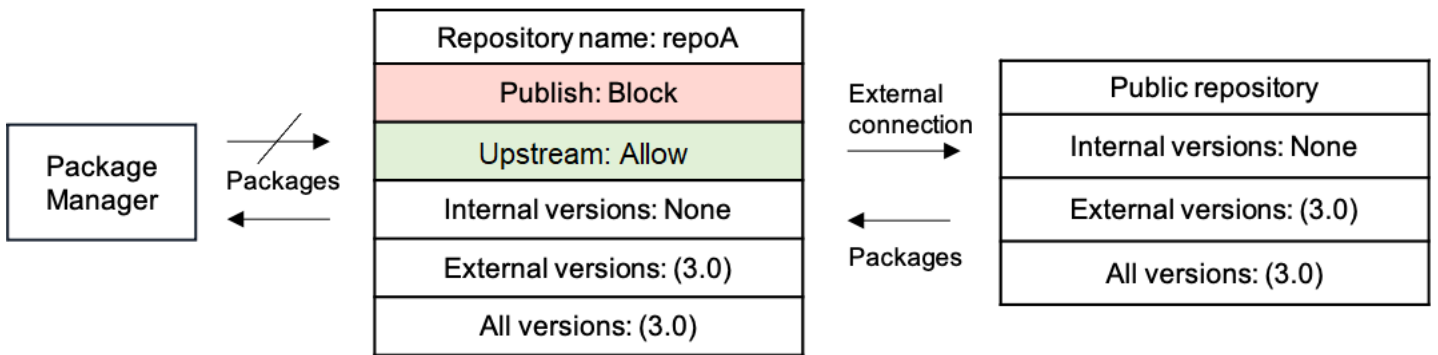 Package
Manager
Packages
Repository name: repoA
Publish: Block
Upstream: Allow
Internal versions: None
External versions: (3.0)
All versions: (3.0)
External
connection
Packages
Public repository
Internal versions: None
External versions: (3.0)
All versions: (3.0)